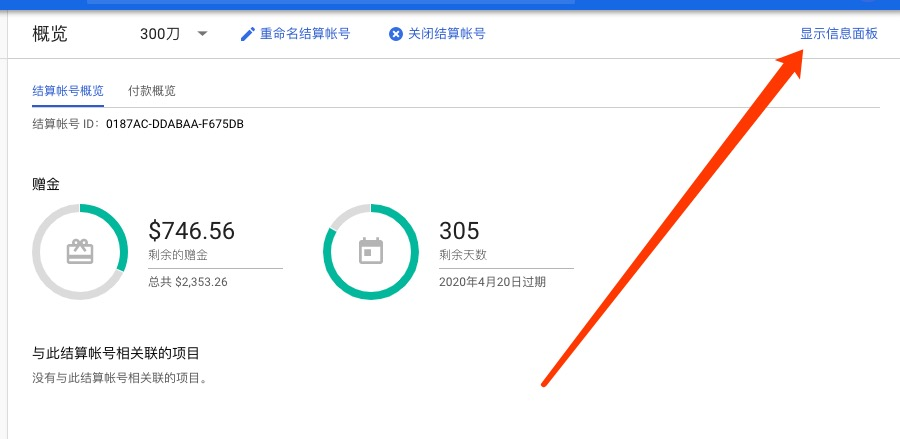 概览 300刀 重命名结算帐号 关闭结算帐号 显示信息面板
结算帐号概览 付款概览
结算帐号 ID： 0187AC-DDABAA-F675DB
赠金
$746.56 305
剩余的赠金 剩余天数
总共 $2,353.26 2020年4月20日过期
与此结算帐号相关联的项目
没有与此结算帐号相关联的项目。